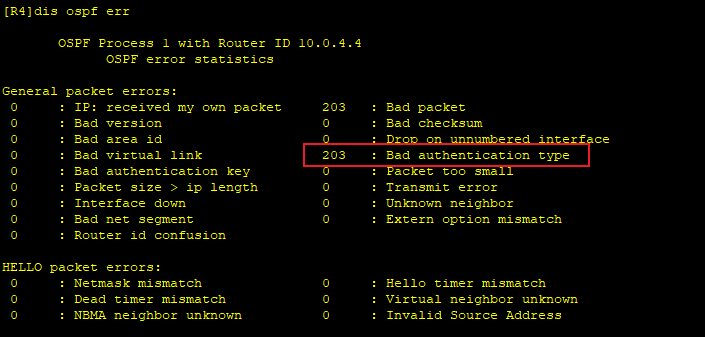 [R4]dis ospf err
OSPF Process 1 with Router ID 10.0.4.4
OSPF error statistics
General packet errors:
0 : IP: received my own packet 203 : Bad packet
0 : Bad version 0 : Bad checksum
0 : Bad area id 0 : Drop on unnumbered interface
0 : Bad virtual link 203 : Bad authentication type
0 : Bad authentication key 0 : Packet too small
0 : Packet size > ip length 0 : Transmit error
0 : Interface down 0 : Unknown neighbor
0 : Bad net segment 0 : Extern option mismatch
0 : Router id confusion
HELLO packet errors:
0 : Netmask mismatch 0 : Hello timer mismatch
0 : Dead timer mismatch 0 : Virtual neighbor unknown
0 : NBMA neighbor unknown 0 : Invalid Source Address